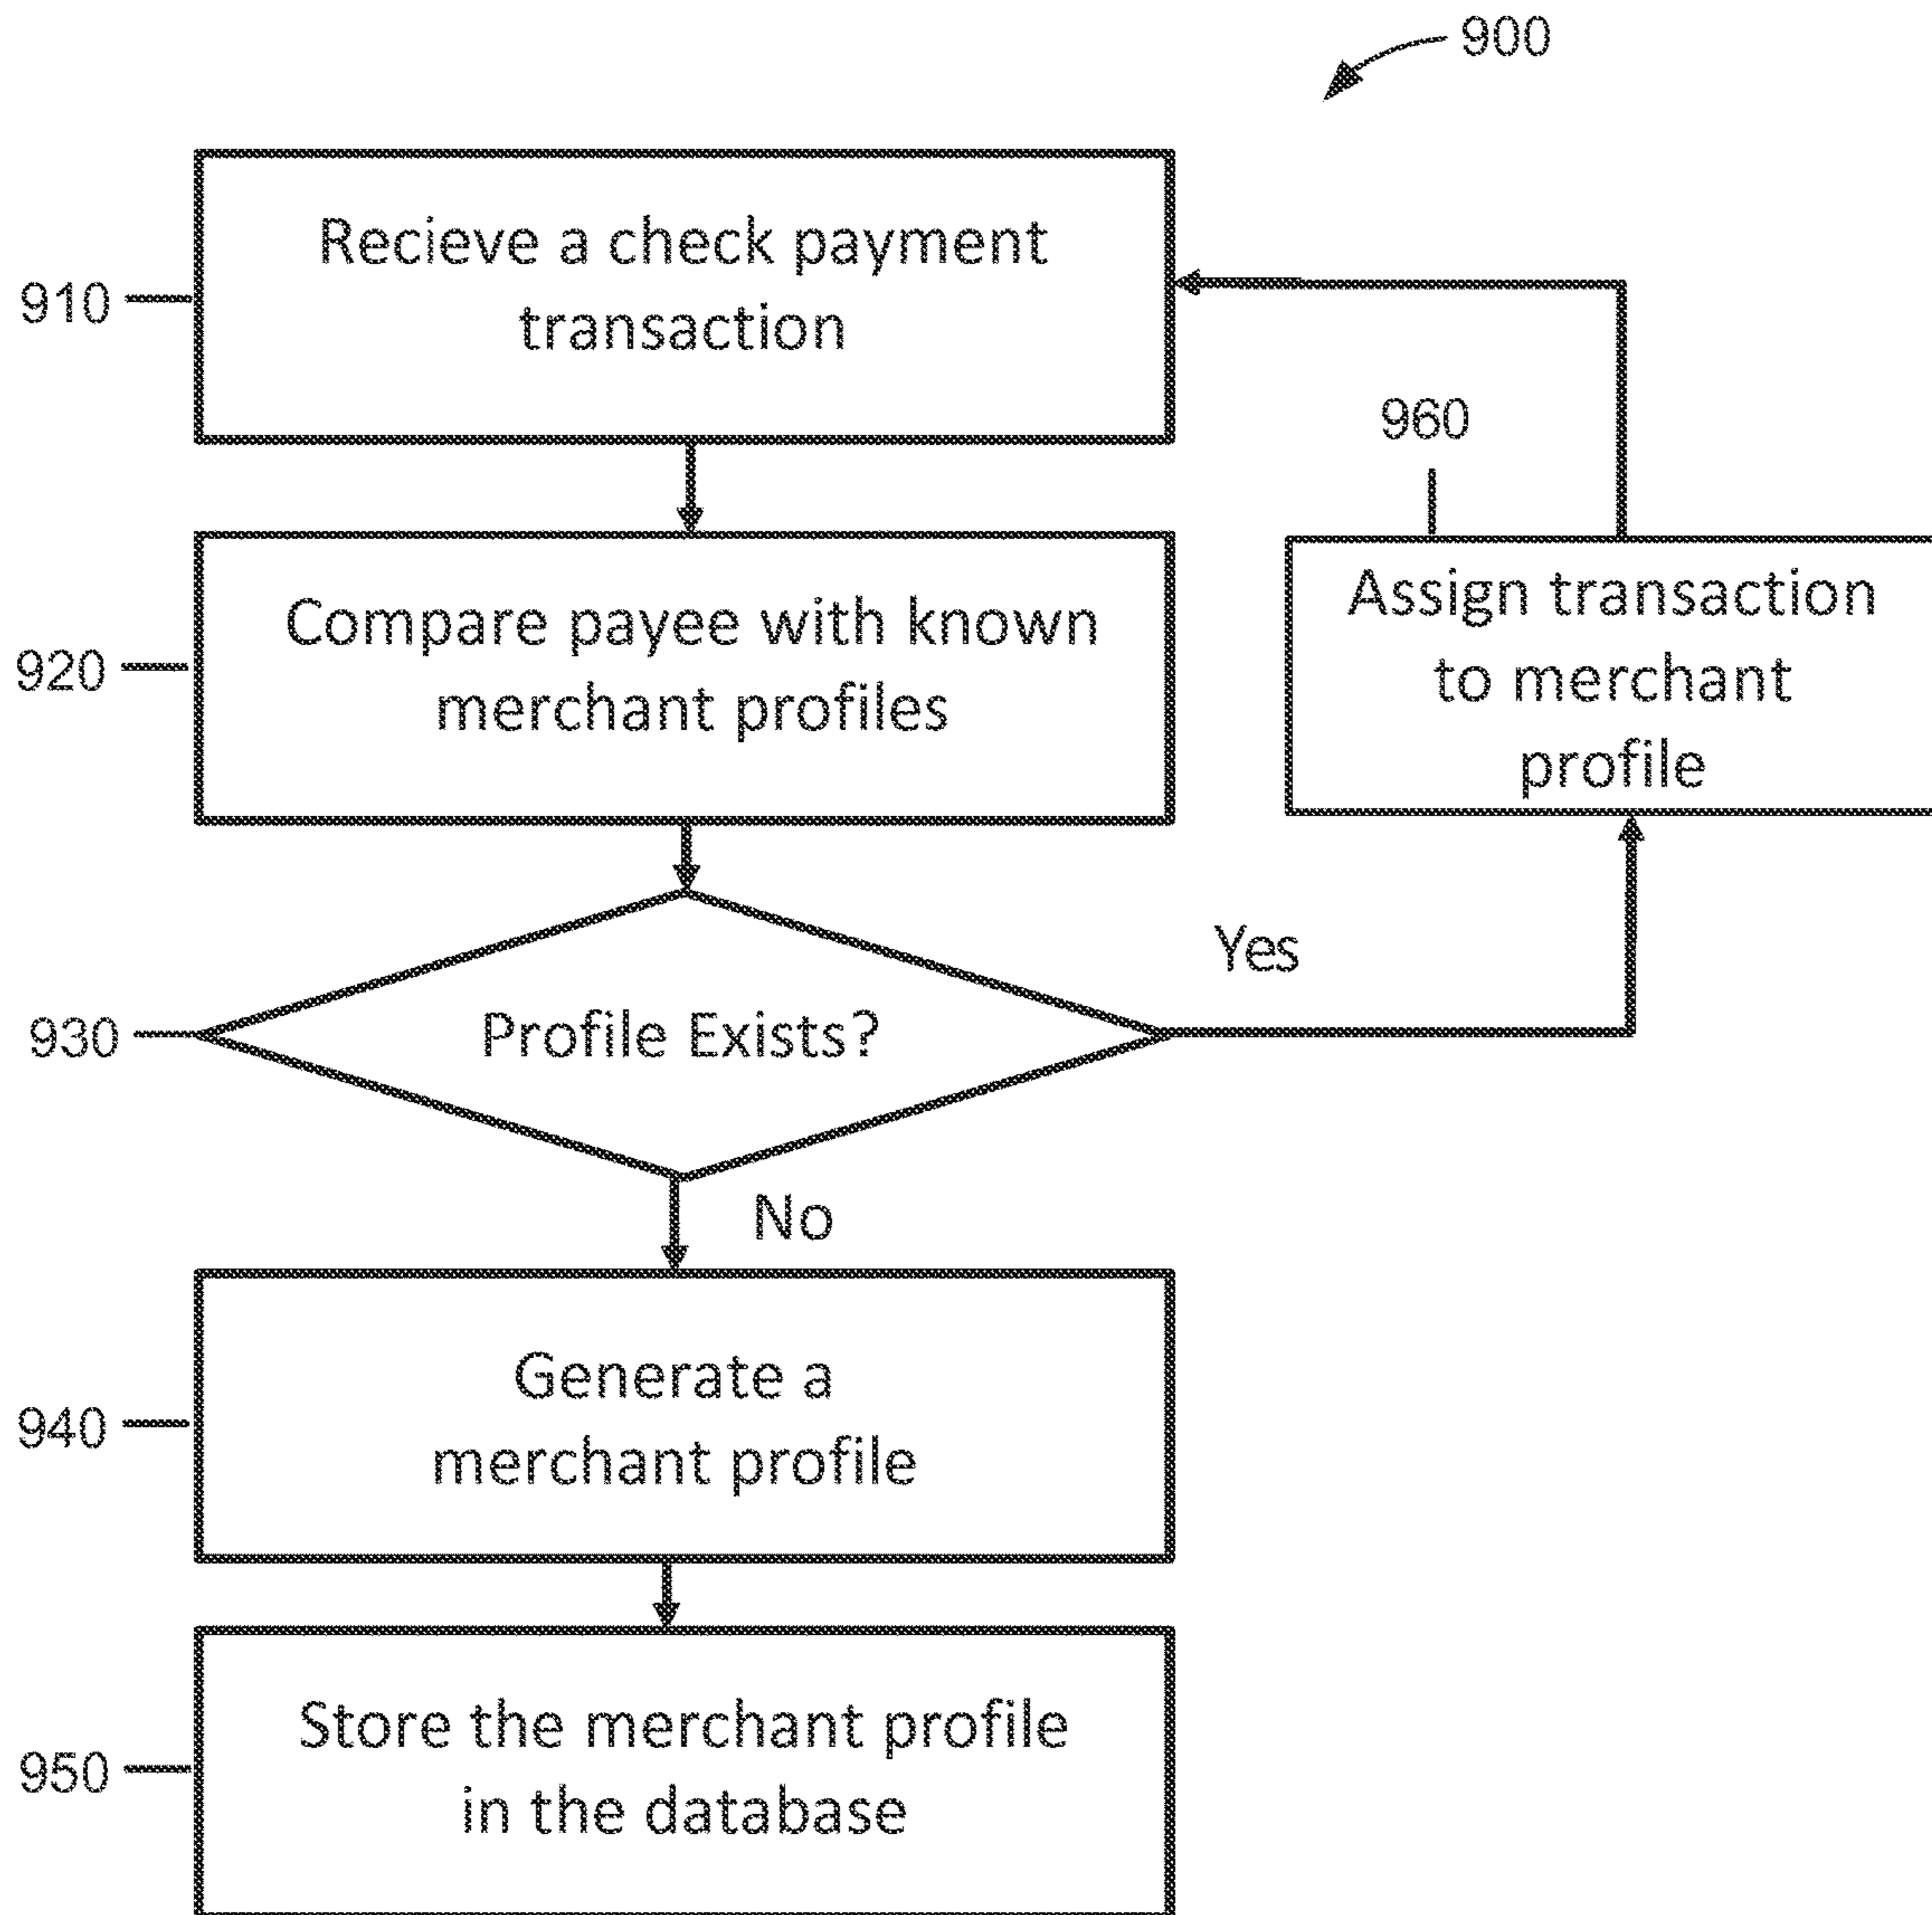 900
910
Recieve a check payment
transaction
920
Compare payee with known
merchant profiles
960
Assign transaction
to merchant
profile
930
Profile Exists?
Yes
No
940
Generate a
merchant profile
950
Store the merchant profile
in the database